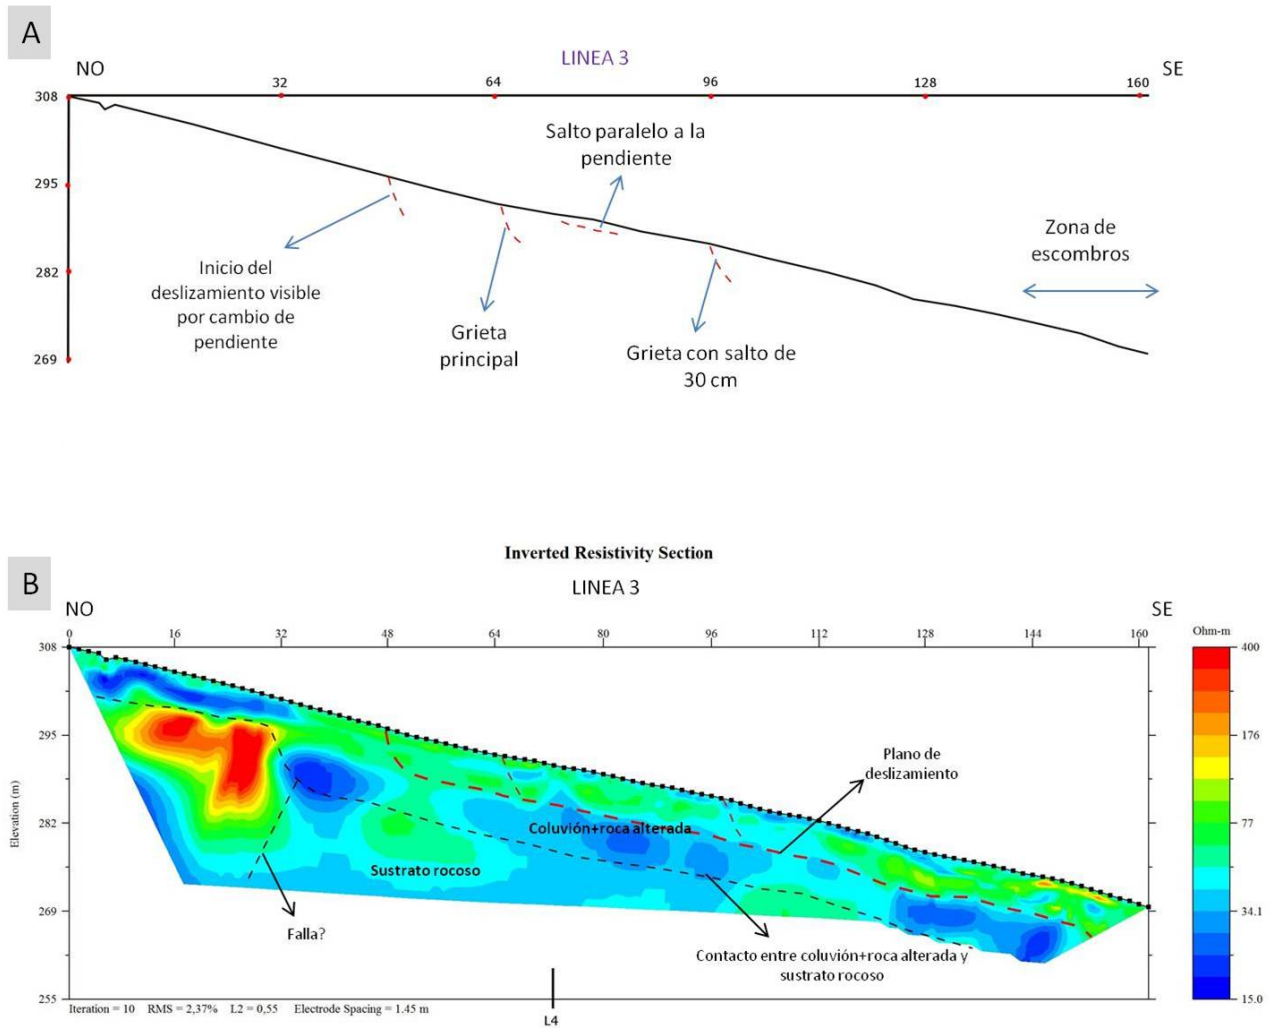 A
LINEA 3
NO
SE
32
64
96
128
160
308
295
282
269
Salto paralelo a la
pendiente
Zona de
escombros
Inicio del
deslizamiento visible
por cambio de
pendiente
Grieta
principal
Grieta con salto de
30 cm
Inverted Resistivity Section
B
LINEA 3
NO
SE
0
16
32
48
64
80
96
112
128
144
160
Ohm-m
308
295
282
269
255
Elevation (m)
400
176
77
34.1
15.0
Plano de
deslizamiento
Coluvión+roca alterada
Sustrato rocoso
Falla?
Contacto entre coluvión+roca alterada y
sustrato rocoso
Iteration = 10 RMS = 2,37% L2 = 0,55 Electrode Spacing = 1.45 m
L4